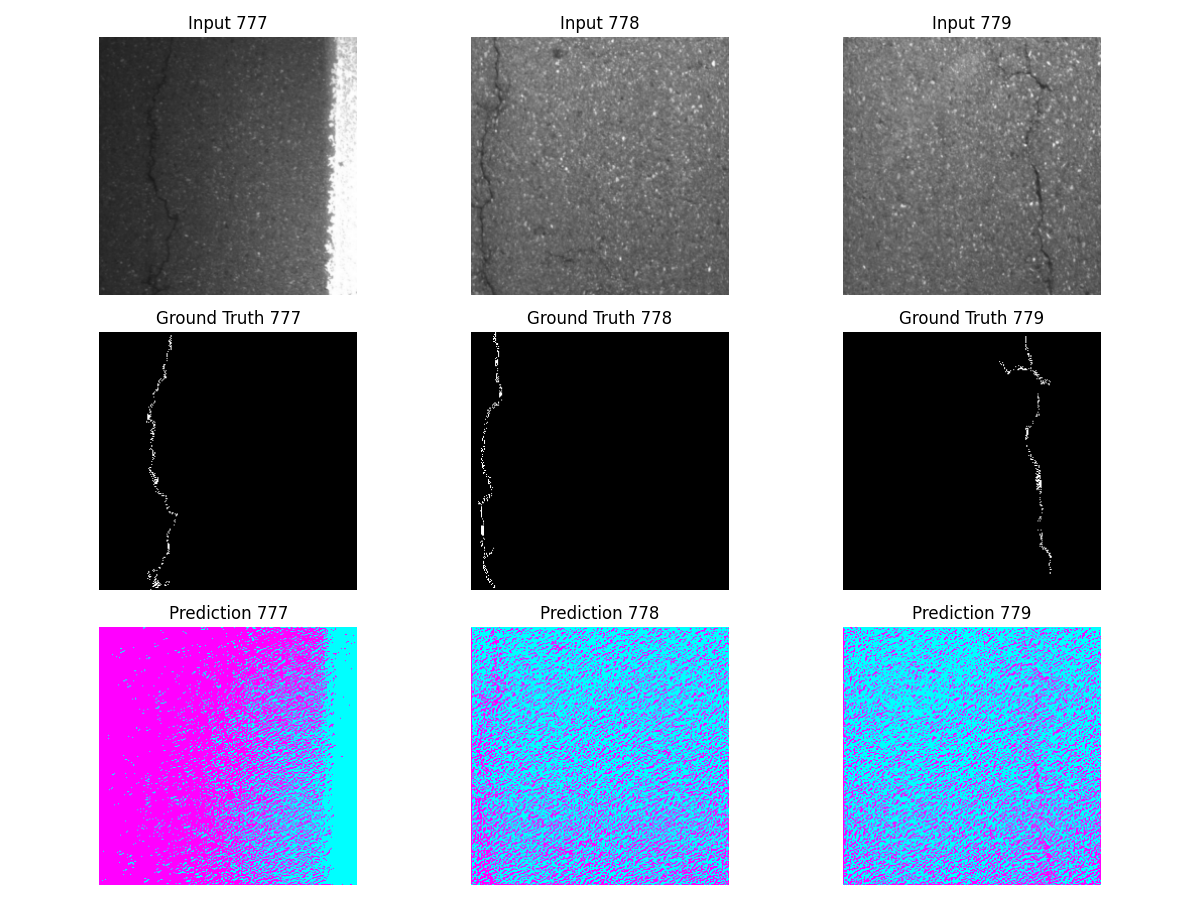 Input 777
Input 778
Input 779
Ground Truth 777
Ground Truth 778
Ground Truth 779
Prediction 777
Prediction 778
Prediction 779